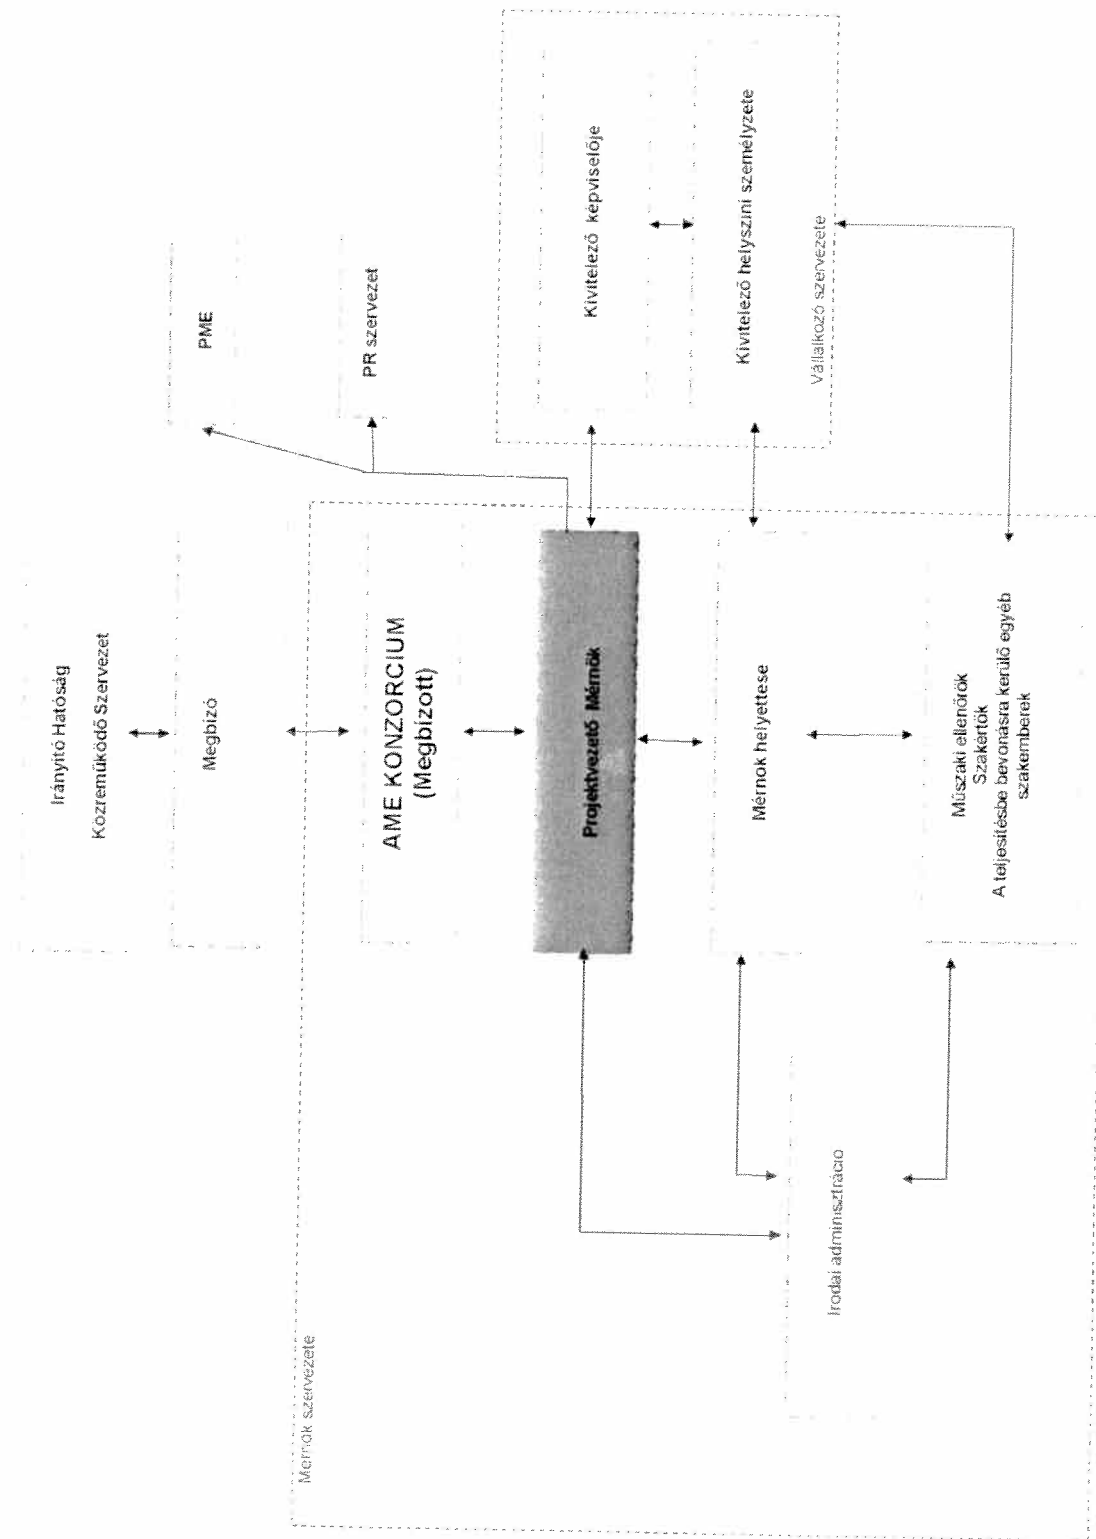 Irányító Hatóság
Közreműködő Szervezet
Megbízó
PME
PR szervezet
Mérnök szervezete
AME KONZORCIUM
(Megbízott)
Projektvezető Mérnök
Kivitelező képviselője
Kivitelező helyszíni személyzete
Vállalkozó szervezete
Mérnök helyettese
Irodai adminisztráció
Műszaki ellenőrök
Szakértők
A teljesítésbe bevonásra kerülő egyéb
szakemberek